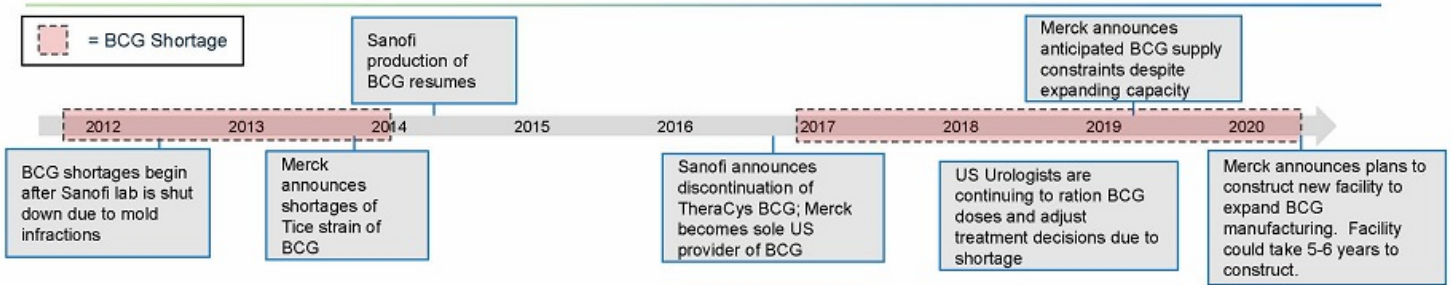 = BCG Shortage
Sanofi
production of
BCG resumes
Merck announces
anticipated BCG supply
constraints despite
expanding capacity
2012
2013
2014
2015
2016
2017
2018
2019
2020
BCG shortages begin
after Sanofi lab is shut
down due to mold
infractions
Merck
announces
shortages of
Tice strain of
BCG
Sanofi announces
discontinuation of
TheraCys BCG; Merck
becomes sole US
provider of BCG
US Urologists are
continuing to ration BCG
doses and adjust
treatment decisions due to
shortage
Merck announces plans to
construct new facility to
expand BCG
manufacturing.  Facility
could take 5-6 years to
construct.